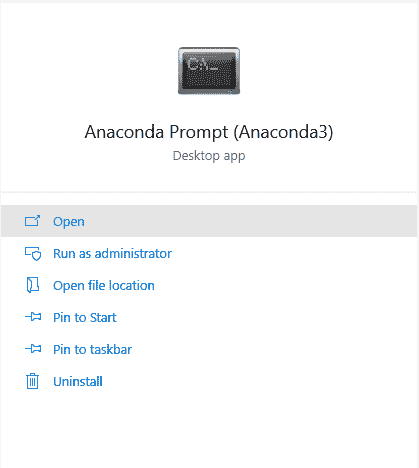 C:\_
Anaconda Prompt (Anaconda3)
Desktop app
Open
Run as administrator
Open file location
Pin to Start
Pin to taskbar
Uninstall